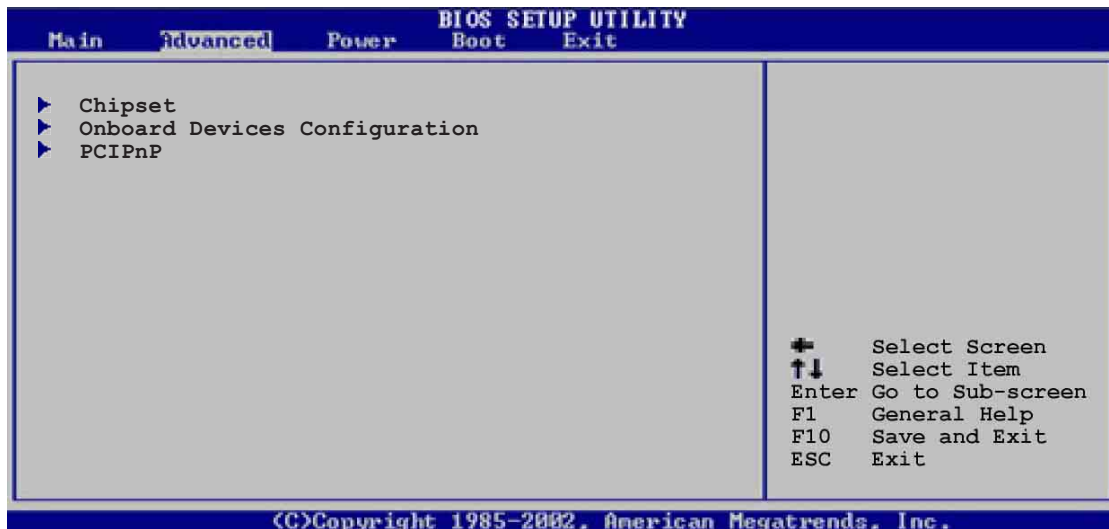 BIOS SETUP UTILITY
Main Advanced Power Boot Exit
Chipset
Onboard Devices Configuration
PCIPnP
Select Screen
↑↓ Select Item
Enter Go to Sub-screen
F1 General Help
F10 Save and Exit
ESC Exit
(C)Copyright 1985-2002, American Megatrends, Inc.